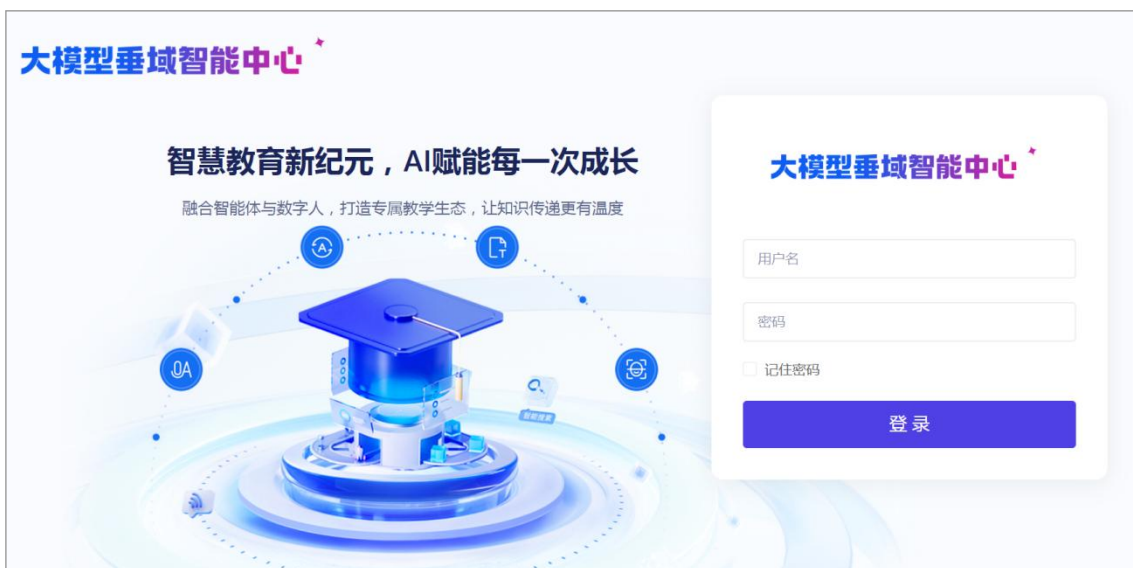 大模型垂域智能中心
智慧教育新纪元，AI赋能每一次成长
融合智能体与数字人，打造专属教学生态，让知识传递更有温度
A
T
0A
大模型垂域智能中心
用户名
密码
记住密码
登录